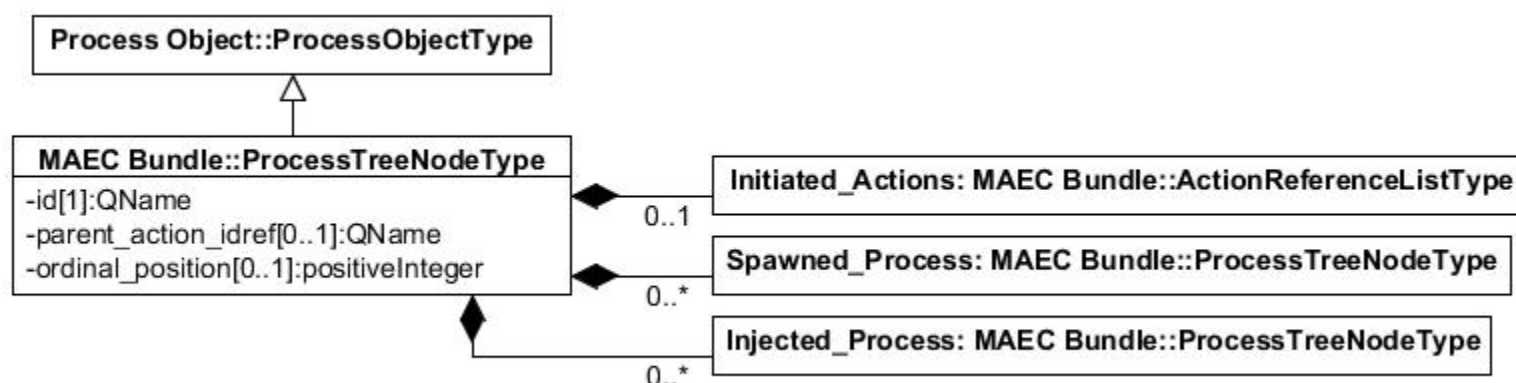 Process Object::ProcessObjectType
MAEC Bundle::ProcessTreeNodeType
-id[1]:QName
-parent_action_idref[0..1]:QName
-ordinal_position[0..1]:positiveInteger
Initiated_Actions: MAEC Bundle::ActionReferenceListType
0..1
Spawned_Process: MAEC Bundle::ProcessTreeNodeType
0..*
Injected_Process: MAEC Bundle::ProcessTreeNodeType
0..*